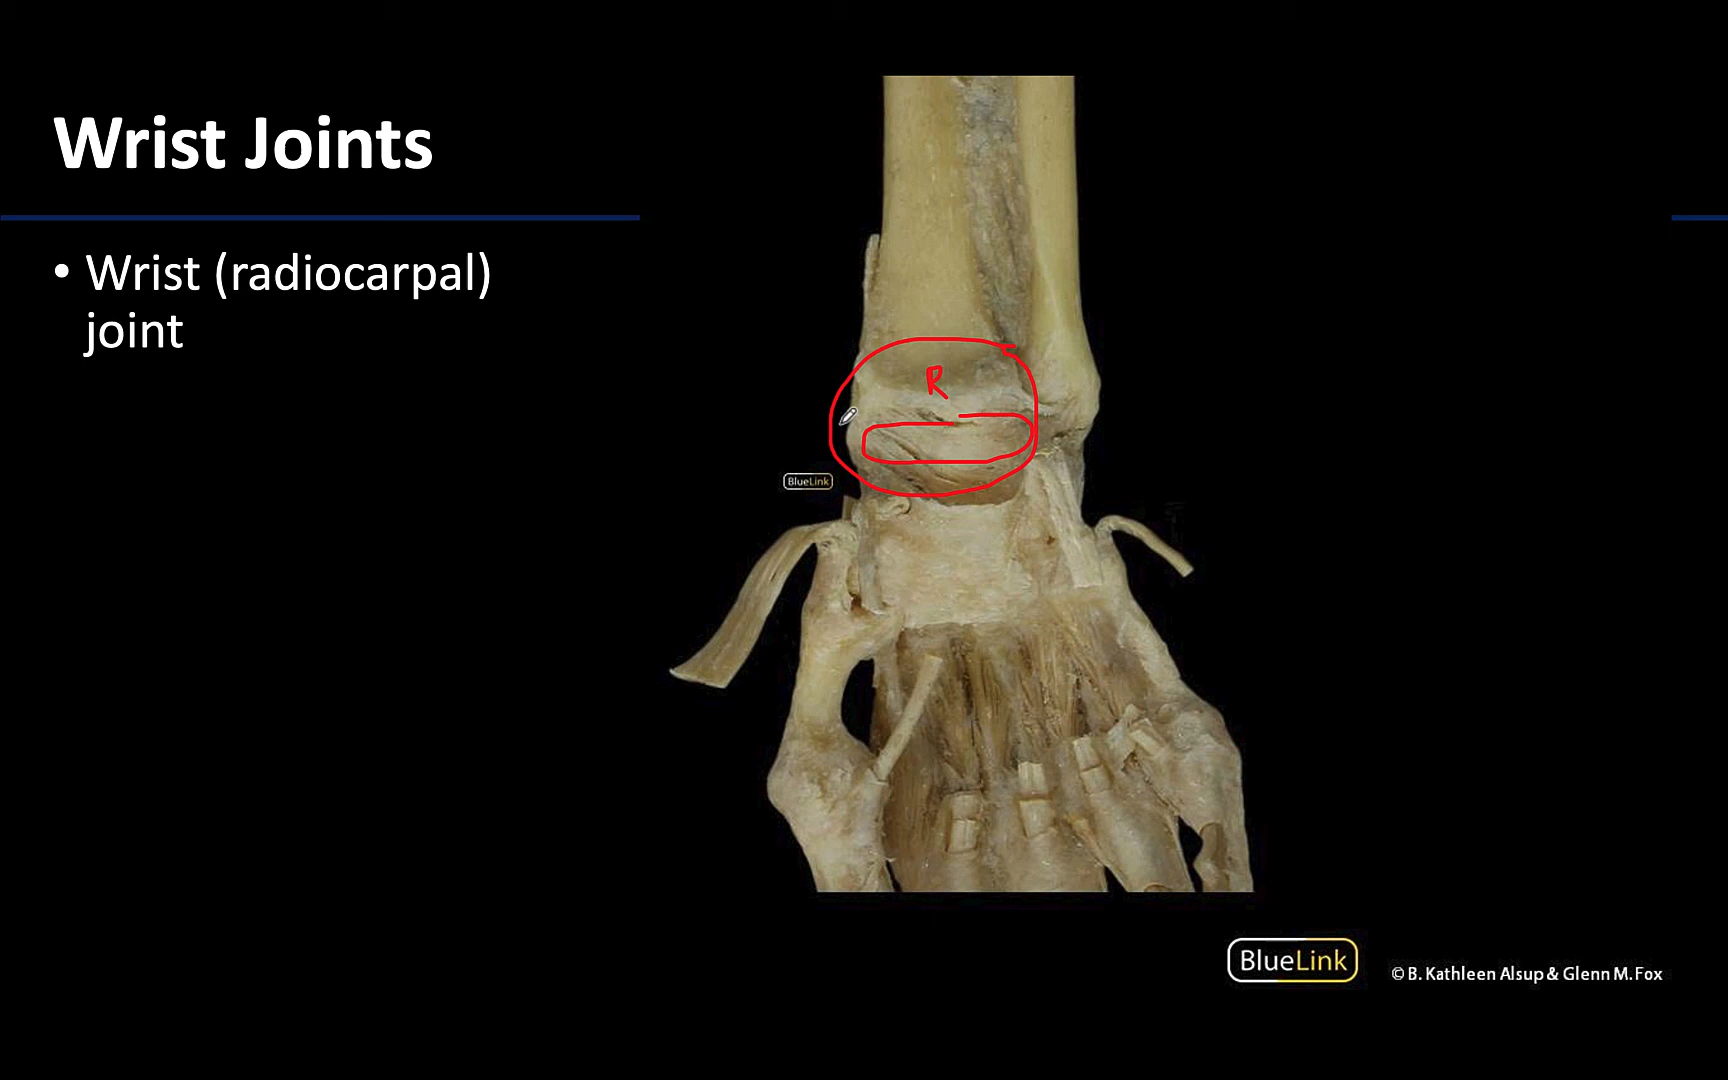 Wrist Joints
• Wrist (radiocarpal)
joint
R
BlueLink
BlueLink
© B. Kathleen Alsup & Glenn M. Fox